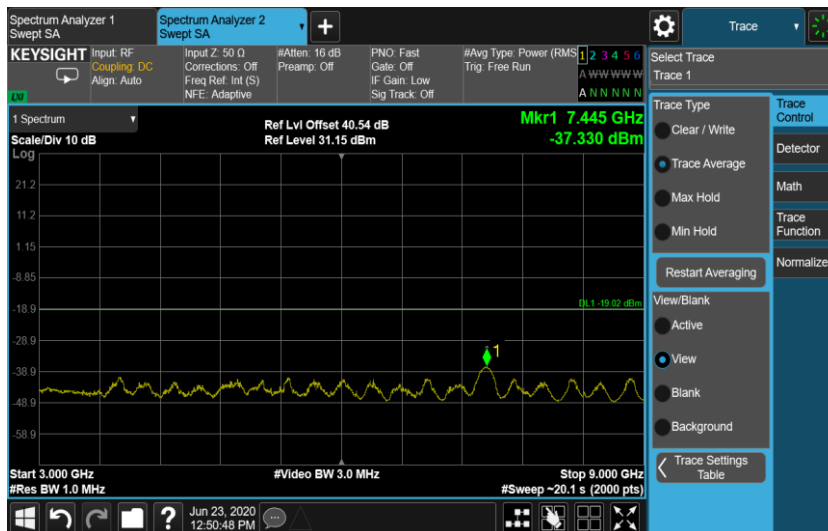 Spectrum Analyzer 1
Swept SA
Spectrum Analyzer 2
Swept SA
Trace
KEYSIGHT
Input: RF
Coupling: DC
Align: Auto
Input Z: 50 Ω
Corrections: Off
Freq Ref: Int (S)
NFE: Adaptive
#Atten: 16 dB
Preamp: Off
PNO: Fast
Gate: Off
IF Gain: Low
Sig Track: Off
#Avg Type: Power (RMS
Trig: Free Run
1 2 3 4 5 6
A W W W W W
A N N N N N
LXI
Select Trace
Trace 1
1 Spectrum
Scale/Div 10 dB
Ref Lvl Offset 40.54 dB
Ref Level 31.15 dBm
Mkr1 7.445 GHz
-37.330 dBm
Log
21.2
11.2
1.15
-8.85
-18.9
-28.9
-38.9
-48.9
-58.9
DL1 -19.02 dBm
1
Start 3.000 GHz
#Res BW 1.0 MHz
#Video BW 3.0 MHz
Stop 9.000 GHz
#Sweep ~20.1 s (2000 pts)
Trace Type
Clear / Write
Trace Average
Max Hold
Min Hold
Restart Averaging
View/Blank
Active
View
Blank
Background
Trace Settings
Table
Trace
Control
Detector
Math
Trace
Function
Normalize
Jun 23, 2020
12:50:48 PM